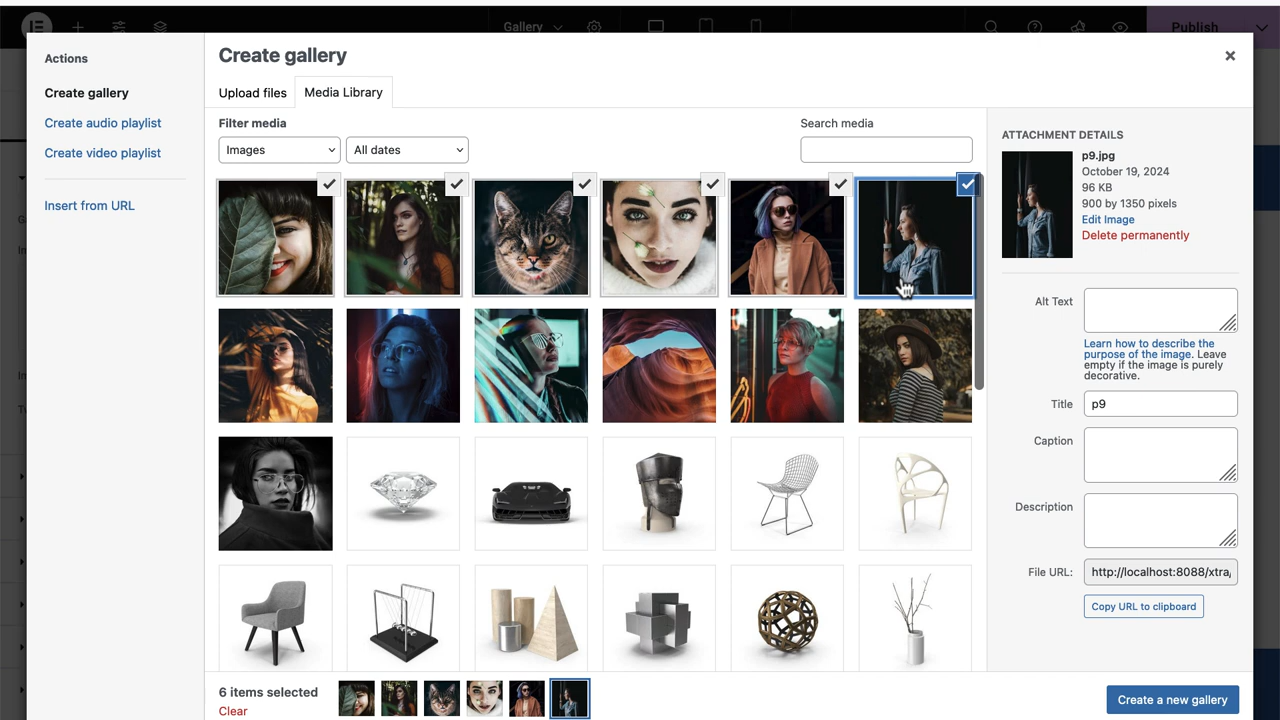 Gallery
Publish
Actions
Create gallery
Create audio playlist
Create video playlist
Insert from URL
Create gallery
Upload files
Media Library
Filter media
Images
All dates
Search media
ATTACHMENT DETAILS
p9.jpg
October 19, 2024
96 KB
900 by 1350 pixels
Edit Image
Delete permanently
Alt Text
Learn how to describe the
purpose of the image. Leave
empty if the image is purely
decorative.
Title
p9
Caption
Description
File URL:
http://localhost:8088/xtra/
Copy URL to clipboard
6 items selected
Clear
Create a new gallery